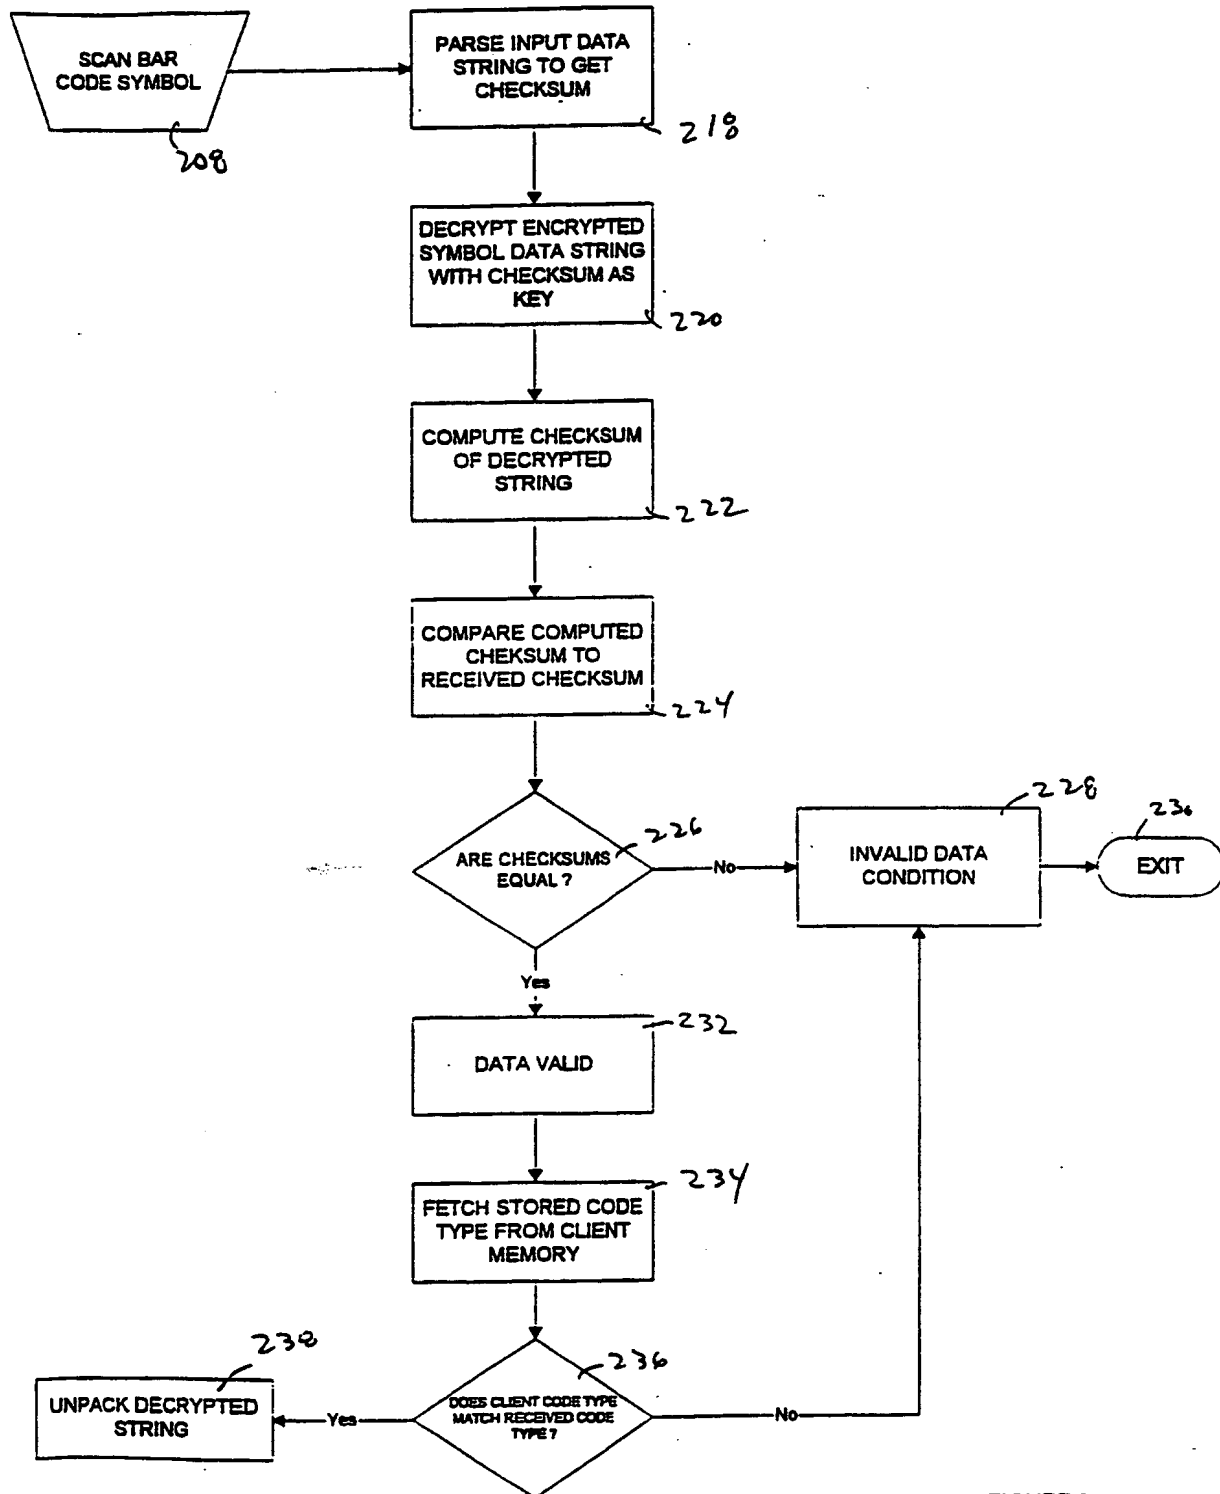 SCAN BAR
CODE SYMBOL
208
PARSE INPUT DATA
STRING TO GET
CHECKSUM
218
DECRYPT ENCRYPTED
SYMBOL DATA STRING
WITH CHECKSUM AS
KEY
220
COMPUTE CHECKSUM
OF DECRYPTED
STRING
222
COMPARE COMPUTED
CHEKSUM TO
RECEIVED CHECKSUM
224
ARE CHECKSUMS
EQUAL ?
226
No
INVALID DATA
CONDITION
228
EXIT
230
Yes
DATA VALID
232
FETCH STORED CODE
TYPE FROM CLIENT
MEMORY
234
DOES CLIENT CODE TYPE
MATCH RECEIVED CODE
TYPE ?
236
No
Yes
UNPACK DECRYPTED
STRING
238